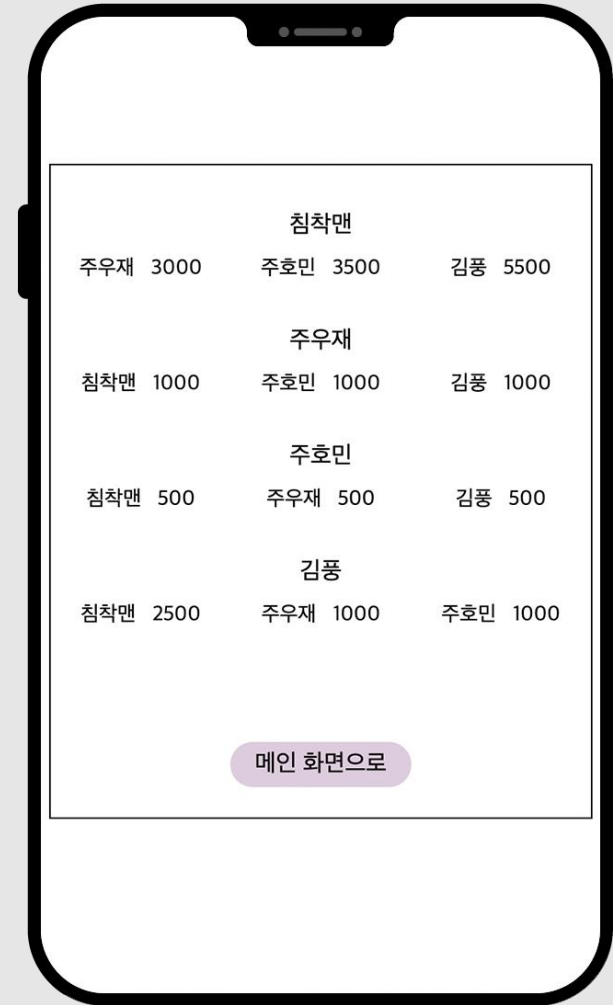 침착맨
주우재 3000 주호민 3500 김풍 5500
주우재
침착맨 1000 주호민 1000 김풍 1000
주호민
침착맨 500 주우재 500 김풍 500
김풍
침착맨 2500 주우재 1000 주호민 1000
메인 화면으로